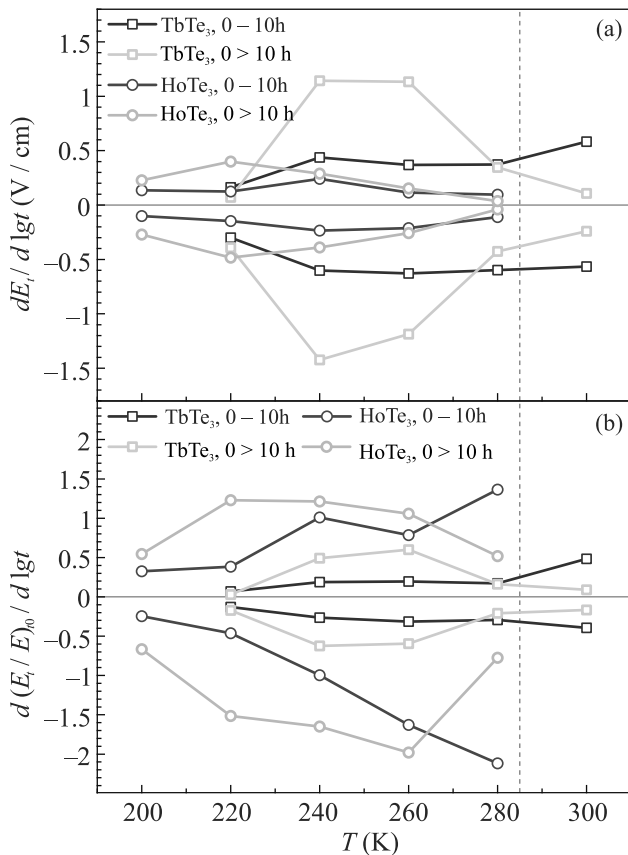 TbTe₃, 0 – 10h
TbTe₃, 0 > 10 h
HoTe₃, 0 – 10h
HoTe₃, 0 > 10 h
(a)
1.5
1
0.5
0
−0.5
−1
−1.5
dEₜ / d lgt (V / cm)
TbTe₃, 0 – 10h HoTe₃, 0 – 10h
TbTe₃, 0 > 10 h HoTe₃, 0 > 10 h
(b)
2
1.5
1
0.5
0
−0.5
−1
−1.5
−2
d (Eₜ / E)ₜ₀ / d lgt
200 220 240 260 280 300
T (K)